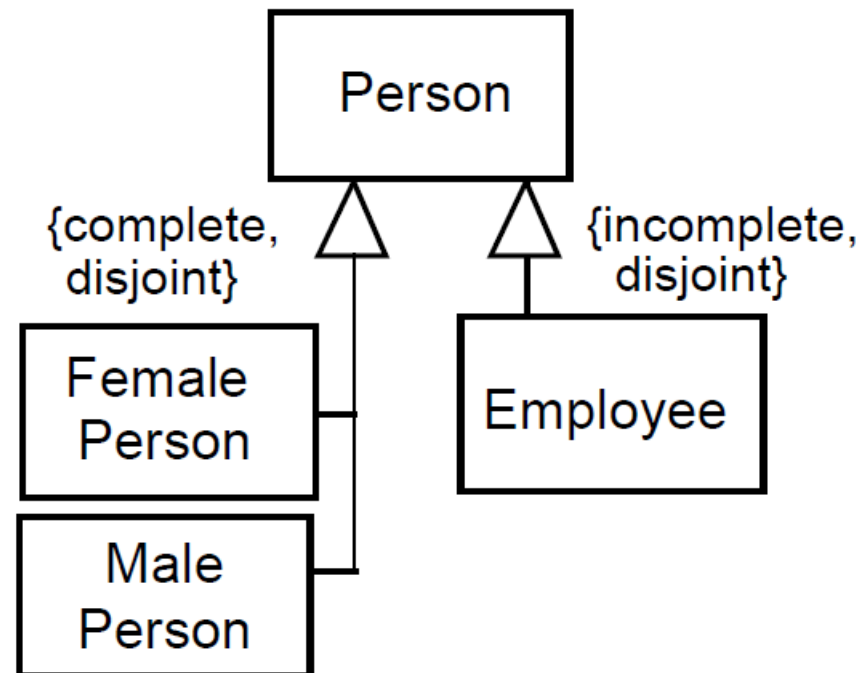 Person
{complete,
disjoint}
{incomplete,
disjoint}
Female
Person
Employee
Male
Person